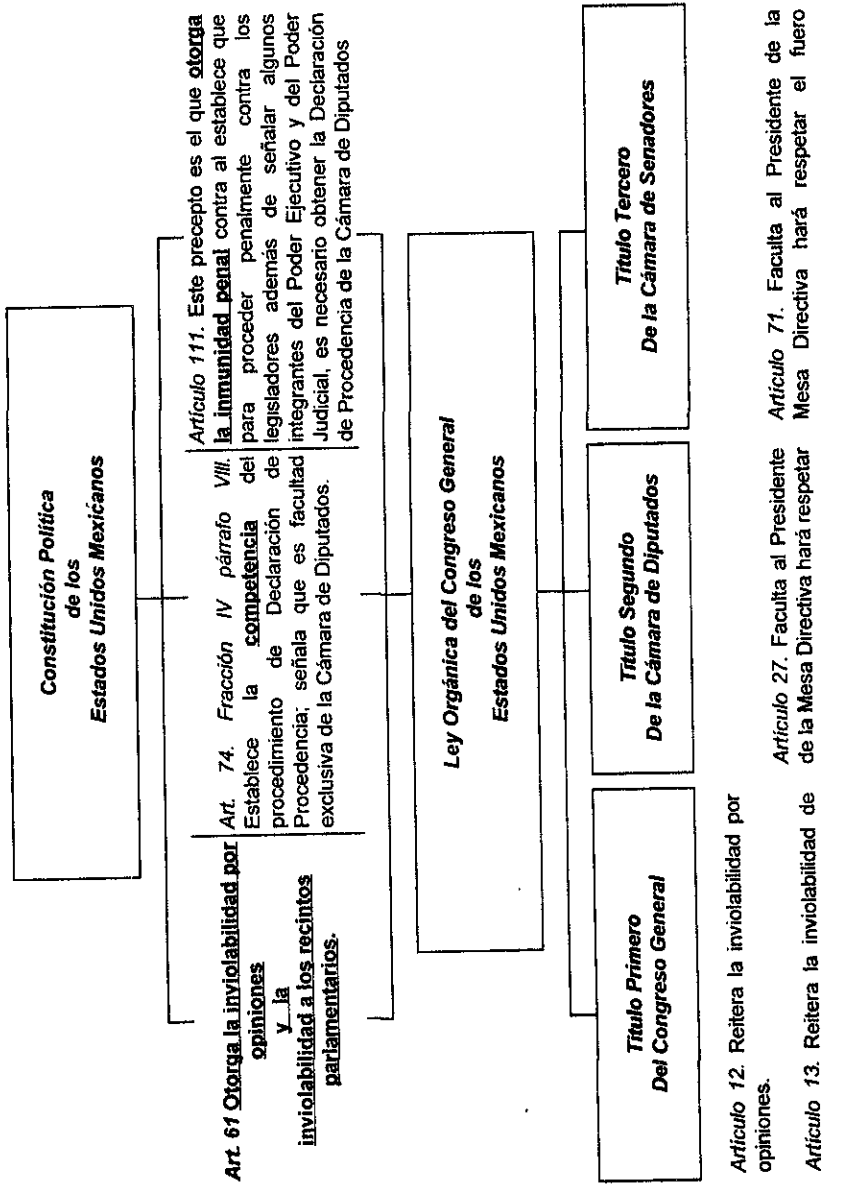 Constitución Política
de los
Estados Unidos Mexicanos
Art. 61 Otorga la inviolabilidad por
opiniones
y la
inviolabilidad a los recintos
parlamentarios.
Art. 74. Fracción IV párrafo VIII.
Establece la competencia del
procedimiento de Declaración de
Procedencia; señala que es facultad
exclusiva de la Cámara de Diputados.
Artículo 111. Este precepto es el que otorga
la inmunidad penal contra al establece que
para proceder penalmente contra los
legisladores además de señalar algunos
integrantes del Poder Ejecutivo y del Poder
Judicial, es necesario obtener la Declaración
de Procedencia de la Cámara de Diputados
Ley Orgánica del Congreso General
de los
Estados Unidos Mexicanos
Titulo Primero
Del Congreso General
Titulo Segundo
De la Cámara de Diputados
Titulo Tercero
De la Cámara de Senadores
Artículo 12. Reitera la inviolabilidad por
opiniones.
Artículo 13. Reitera la inviolabilidad de
Artículo 27. Faculta al Presidente
de la Mesa Directiva hará respetar
Artículo 71. Faculta al Presidente de la
Mesa Directiva hará respetar el fuero